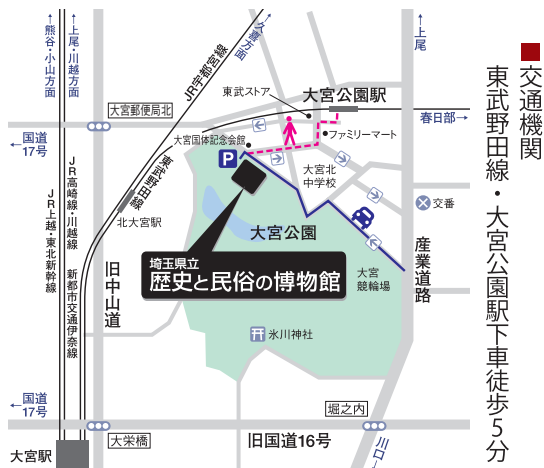 ■交通機関
東武野田線・大宮公園駅下車徒歩5分
←熊谷・小山方面
←上尾・川越方面
JR宇都宮線
久喜方面→
←上尾
大宮郵便局北
東武ストア
大宮公園駅
春日部→
←国道
17号
大宮国体記念会館
ファミリーマート
P
大宮北
中学校
東武野田線
北大宮駅
交番
JR高崎線・川越線
JR上越・東北新幹線
新都市交通伊奈線
旧中山道
大宮公園
埼玉県立
歴史と民俗の博物館
大宮
競輪場
産業道路
氷川神社
←国道
17号
堀之内
大栄橋
旧国道16号
大宮駅
川口